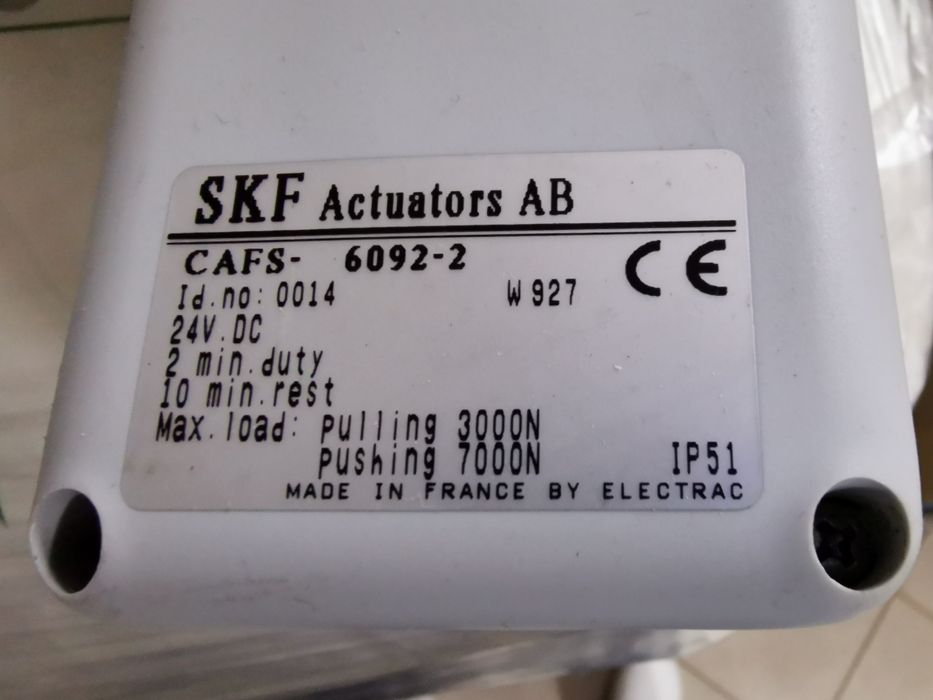 SKF Actuators AB
CAFS- 6092-2 CE
Id.no: 0014 W 927
24V.DC
2 min.duty
10 min.rest
Max.load: pulling 3000N
pushing 7000N IP51
MADE IN FRANCE BY ELECTRAC